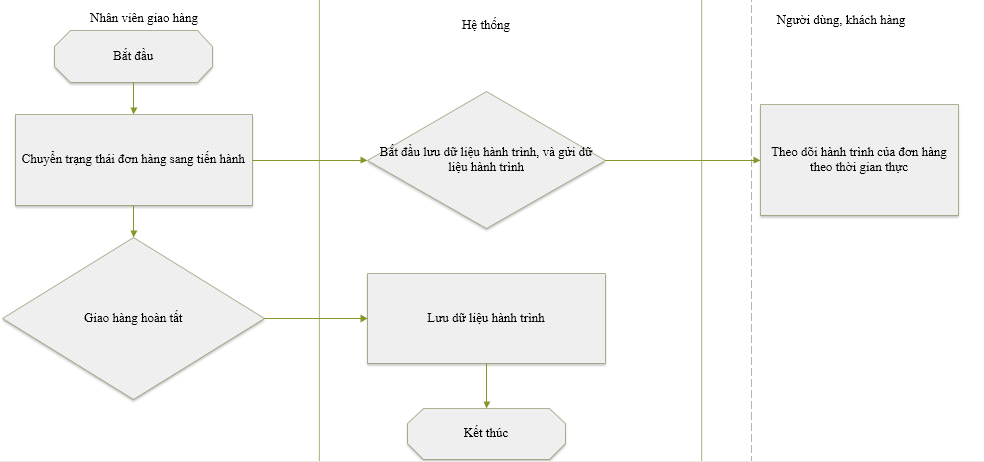 Nhân viên giao hàng
Hệ thống
Người dùng, khách hàng
Bắt đầu
Chuyển trạng thái đơn hàng sang tiến hành
Bắt đầu lưu dữ liệu hành trình, và gửi dữ
liệu hành trình
Theo dõi hành trình của đơn hàng
theo thời gian thực
Giao hàng hoàn tất
Lưu dữ liệu hành trình
Kết thúc